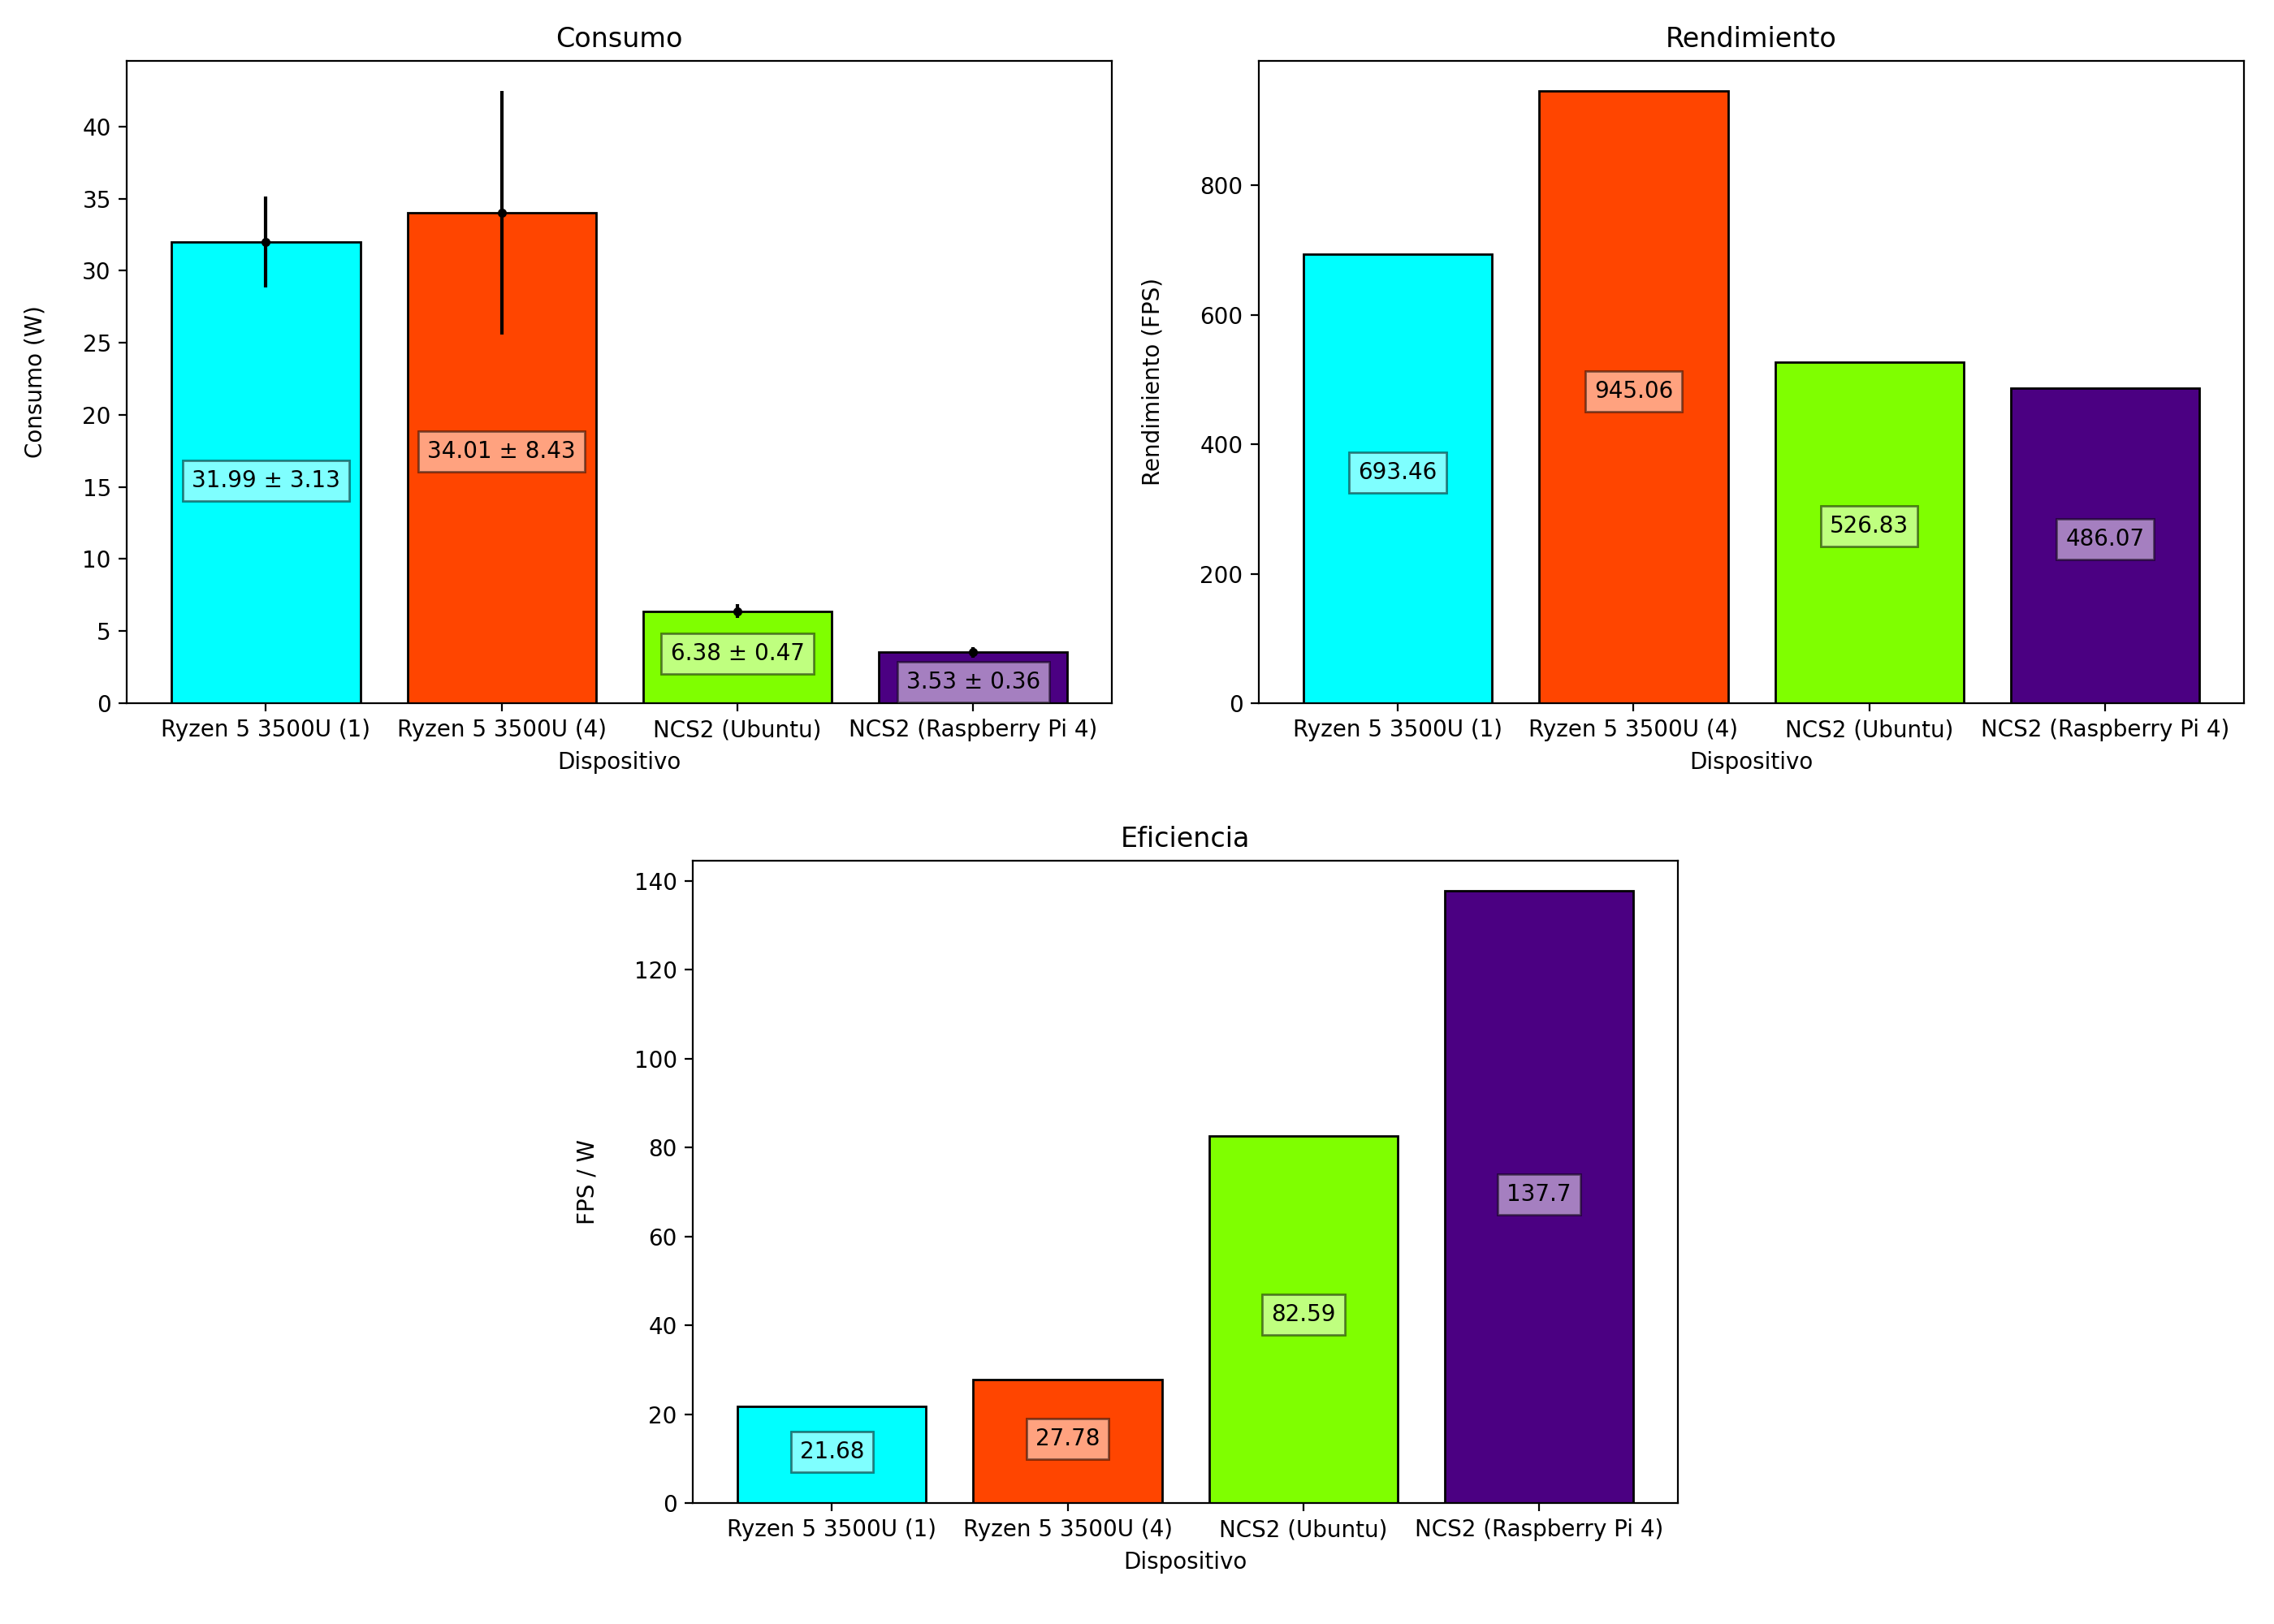 Consumo
Consumo (W)
40
35
30
25
20
15
10
5
0
31.99 ± 3.13
34.01 ± 8.43
6.38 ± 0.47
3.53 ± 0.36
Ryzen 5 3500U (1) Ryzen 5 3500U (4) NCS2 (Ubuntu) NCS2 (Raspberry Pi 4)
Dispositivo
Rendimiento
Rendimiento (FPS)
800
600
400
200
0
693.46
945.06
526.83
486.07
Ryzen 5 3500U (1) Ryzen 5 3500U (4) NCS2 (Ubuntu) NCS2 (Raspberry Pi 4)
Dispositivo
Eficiencia
FPS / W
140
120
100
80
60
40
20
0
21.68
27.78
82.59
137.7
Ryzen 5 3500U (1) Ryzen 5 3500U (4) NCS2 (Ubuntu) NCS2 (Raspberry Pi 4)
Dispositivo